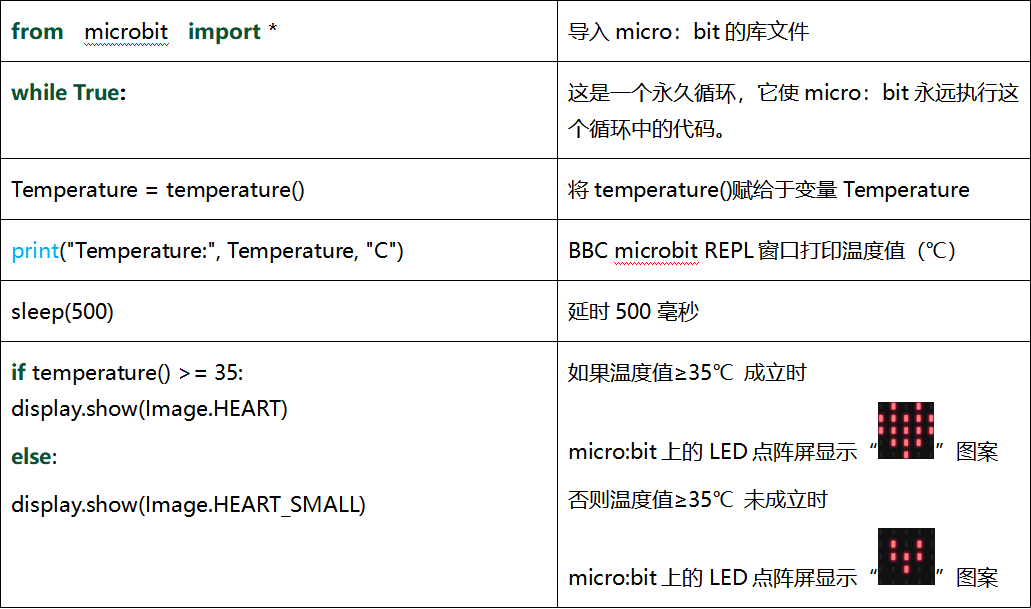 from microbit import *
导入 micro：bit 的库文件
while True:
这是一个永久循环，它使 micro：bit 永远执行这
个循环中的代码。
Temperature = temperature()
将 temperature()赋给于变量 Temperature
print("Temperature:", Temperature, "C")
BBC microbit REPL 窗口打印温度值（℃）
sleep(500)
延时 500 毫秒
if temperature() >= 35:
display.show(Image.HEART)
else:
display.show(Image.HEART_SMALL)
如果温度值≥35℃ 成立时
micro:bit 上的 LED 点阵屏显示“ ”图案
否则温度值≥35℃ 未成立时
micro:bit 上的 LED 点阵屏显示“ ”图案